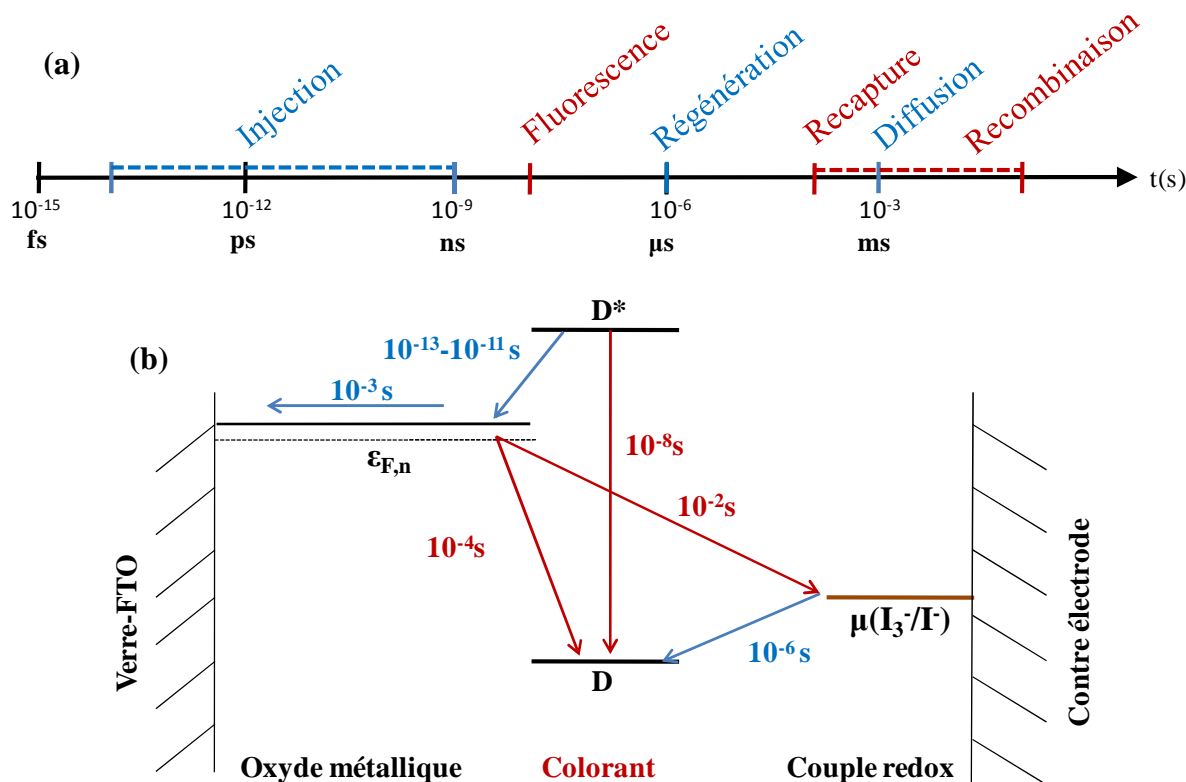 (a)
Injection
Fluorescence
Régénération
Recapture
Diffusion
Recombinaison
t(s)
10⁻¹⁵ 10⁻¹² 10⁻⁹ 10⁻⁶ 10⁻³
fs ps ns µs ms
(b)
D*
10⁻¹³-10⁻¹¹ s
10⁻³ s
ε_F,n
10⁻⁸s
10⁻²s
10⁻⁴s
µ(I₃⁻/I⁻)
10⁻⁶ s
D
Verre-FTO
Contre électrode
Oxyde métallique Colorant Couple redox